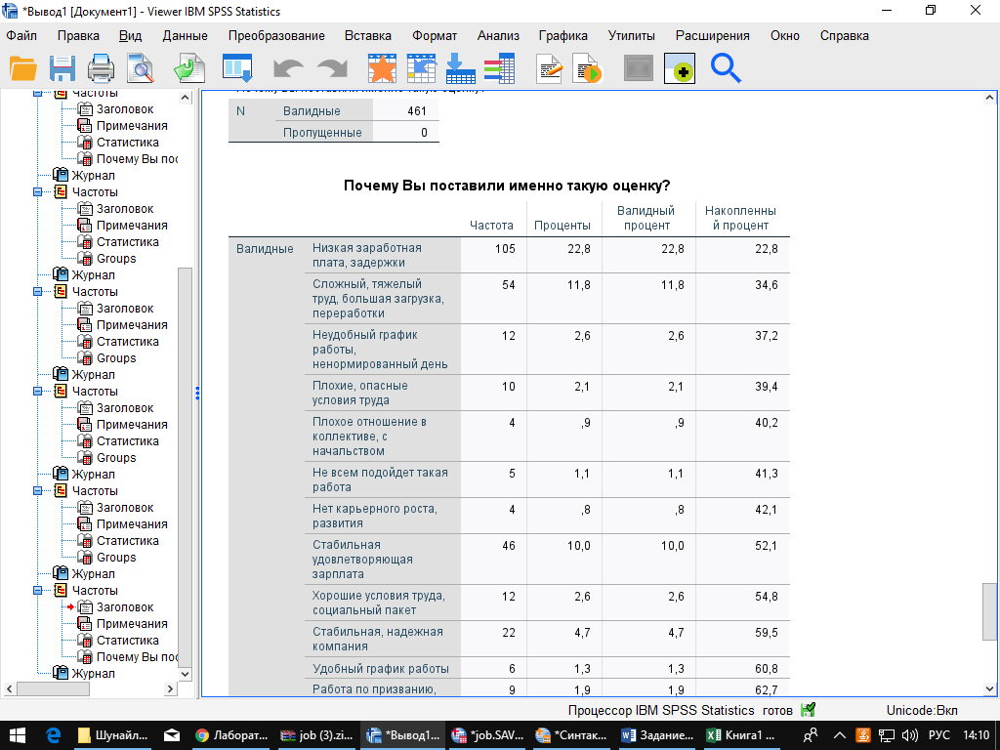 *Вывод1 [Документ1] - Viewer IBM SPSS Statistics
Файл Правка Вид Данные Преобразование Вставка Формат Анализ Графика Утилиты Расширения Окно Справка
Частоты
Заголовок
Примечания
Статистика
Почему Вы пос
Журнал
Частоты
Заголовок
Примечания
Статистика
Groups
Журнал
Частоты
Заголовок
Примечания
Статистика
Groups
Журнал
Частоты
Заголовок
Примечания
Статистика
Groups
Журнал
Частоты
Заголовок
Примечания
Статистика
Groups
Журнал
Частоты
Заголовок
Примечания
Статистика
Почему Вы пос
Журнал
Почему Вы поставили именно такую оценку?
N Валидные 461
Пропущенные 0
Почему Вы поставили именно такую оценку?
Частота Проценты Валидный процент Накопленны й процент
Валидные Низкая заработная 105 22,8 22,8 22,8
плата, задержки
Сложный, тяжелый 54 11,8 11,8 34,6
труд, большая загрузка,
переработки
Неудобный график 12 2,6 2,6 37,2
работы,
ненормированный день
Плохие, опасные 10 2,1 2,1 39,4
условия труда
Плохое отношение в 4 ,9 ,9 40,2
коллективе, с
начальством
Не всем подойдет такая 5 1,1 1,1 41,3
работа
Нет карьерного роста, 4 ,8 ,8 42,1
развития
Стабильная 46 10,0 10,0 52,1
удовлетворяющая
зарплата
Хорошие условия труда, 12 2,6 2,6 54,8
социальный пакет
Стабильная, надежная 22 4,7 4,7 59,5
компания
Удобный график работы 6 1,3 1,3 60,8
Работа по призванию, 9 1,9 1,9 62,7
Процессор IBM SPSS Statistics готов Unicode:Вкл
Шунайл... Лаборат... job (3).zi... *Вывод1... *job.SAV... *Синтак... Задание... Книга1 ... РУС 14:10